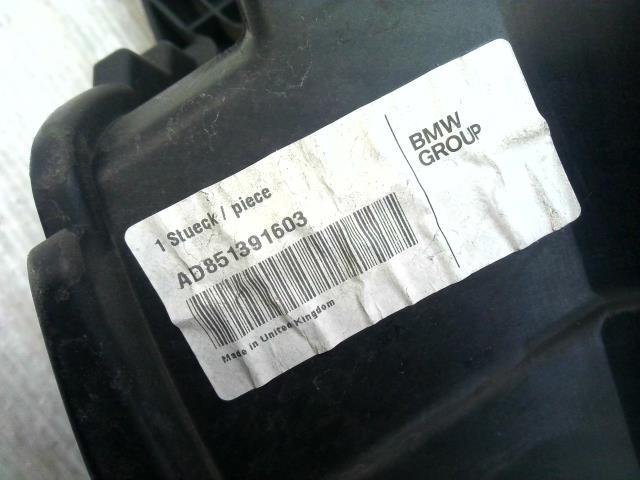 1 Stueck / piece
AD851391603
Made in United Kingdom
BMW
GROUP